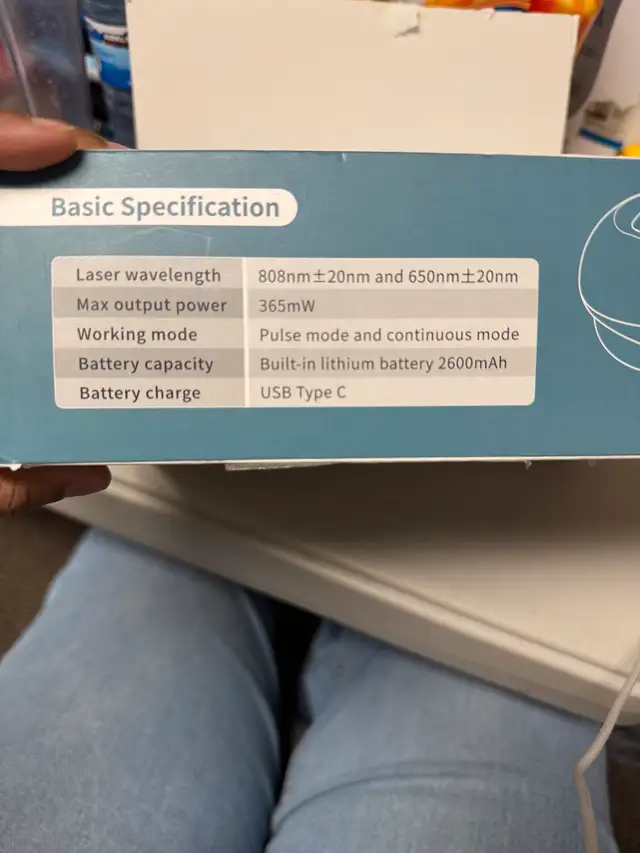 Basic Specification
Laser wavelength 808nm±20nm and 650nm±20nm
Max output power 365mW
Working mode Pulse mode and continuous mode
Battery capacity Built-in lithium battery 2600mAh
Battery charge USB Type C